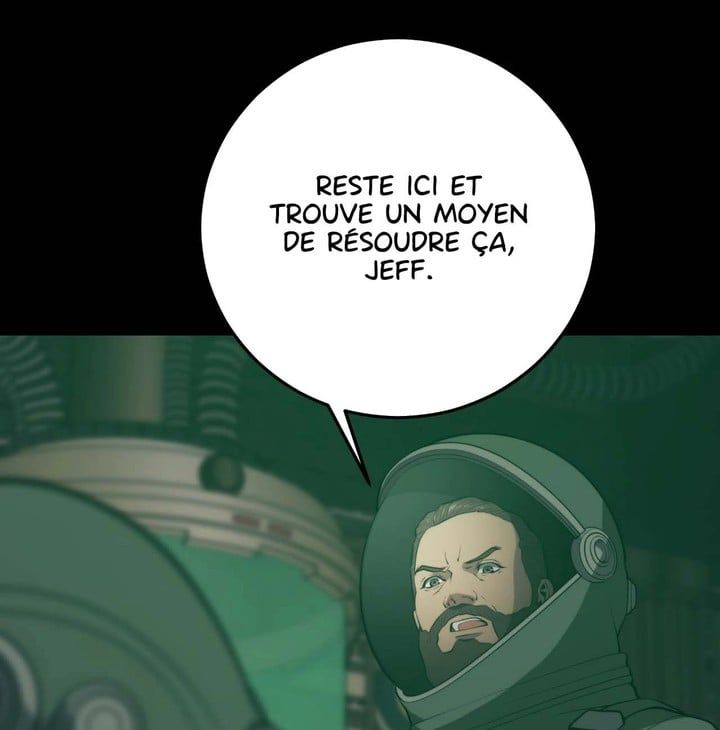 RESTE ICI ET
TROUVE UN MOYEN
DE RÉSOUDRE ÇA,
JEFF.